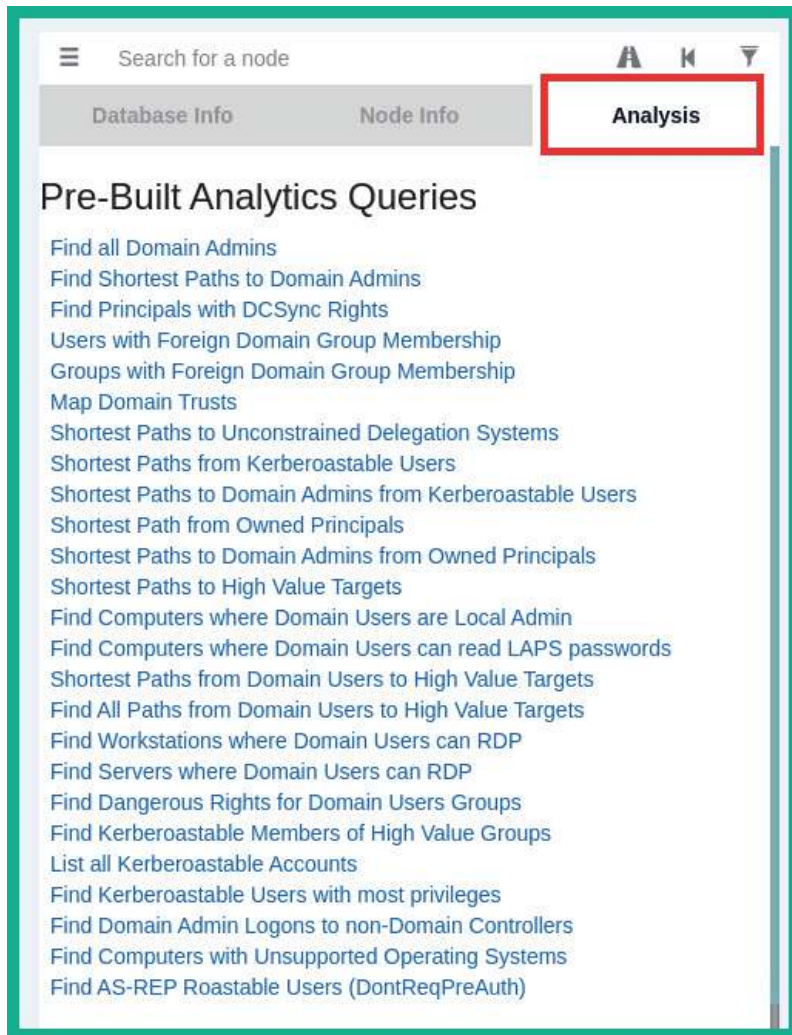 Search for a node
Database Info Node Info Analysis
Pre-Built Analytics Queries
Find all Domain Admins
Find Shortest Paths to Domain Admins
Find Principals with DCSync Rights
Users with Foreign Domain Group Membership
Groups with Foreign Domain Group Membership
Map Domain Trusts
Shortest Paths to Unconstrained Delegation Systems
Shortest Paths from Kerberoastable Users
Shortest Paths to Domain Admins from Kerberoastable Users
Shortest Path from Owned Principals
Shortest Paths to Domain Admins from Owned Principals
Shortest Paths to High Value Targets
Find Computers where Domain Users are Local Admin
Find Computers where Domain Users can read LAPS passwords
Shortest Paths from Domain Users to High Value Targets
Find All Paths from Domain Users to High Value Targets
Find Workstations where Domain Users can RDP
Find Servers where Domain Users can RDP
Find Dangerous Rights for Domain Users Groups
Find Kerberoastable Members of High Value Groups
List all Kerberoastable Accounts
Find Kerberoastable Users with most privileges
Find Domain Admin Logons to non-Domain Controllers
Find Computers with Unsupported Operating Systems
Find AS-REP Roastable Users (DontReqPreAuth)